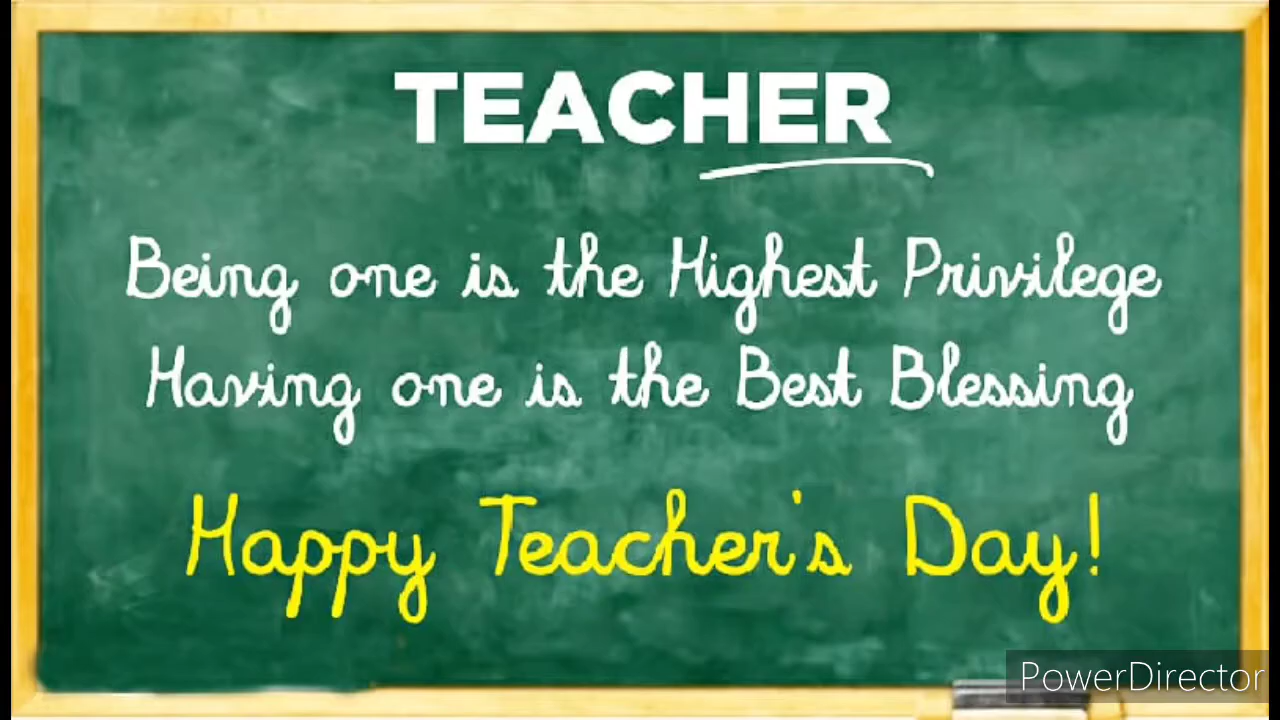 TEACHER
Being one is the Highest Privilege
Having one is the Best Blessing
Happy Teacher's Day!
PowerDirector